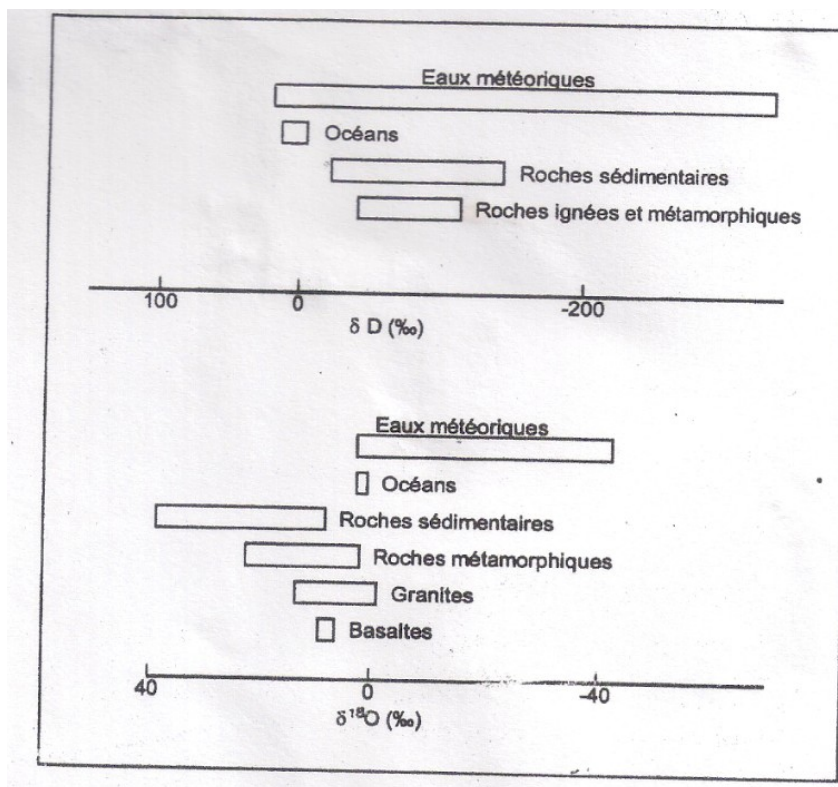 Eaux météoriques
Océans
Roches sédimentaires
Roches ignées et métamorphiques
100 0 -200
δ D (‰)
Eaux météoriques
Océans
Roches sédimentaires
Roches métamorphiques
Granites
Basaltes
40 0 -40
δ¹⁸O (‰)